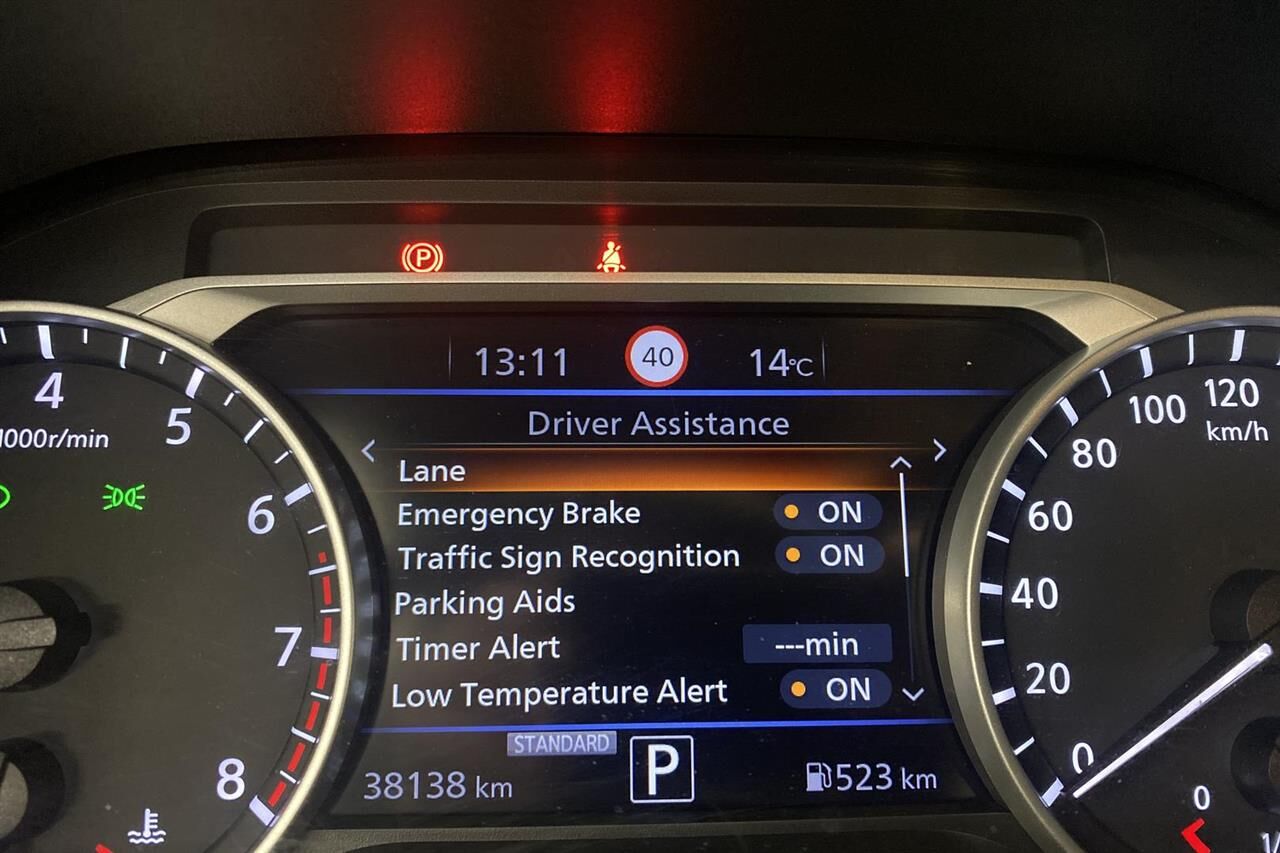 P
13:11
40
14°C
Driver Assistance
Lane
Emergency Brake ON
Traffic Sign Recognition ON
Parking Aids
Timer Alert ---min
Low Temperature Alert ON
STANDARD
P
38138 km
523 km
4
5
6
7
8
1000r/min
120
100
km/h
80
60
40
20
0
0